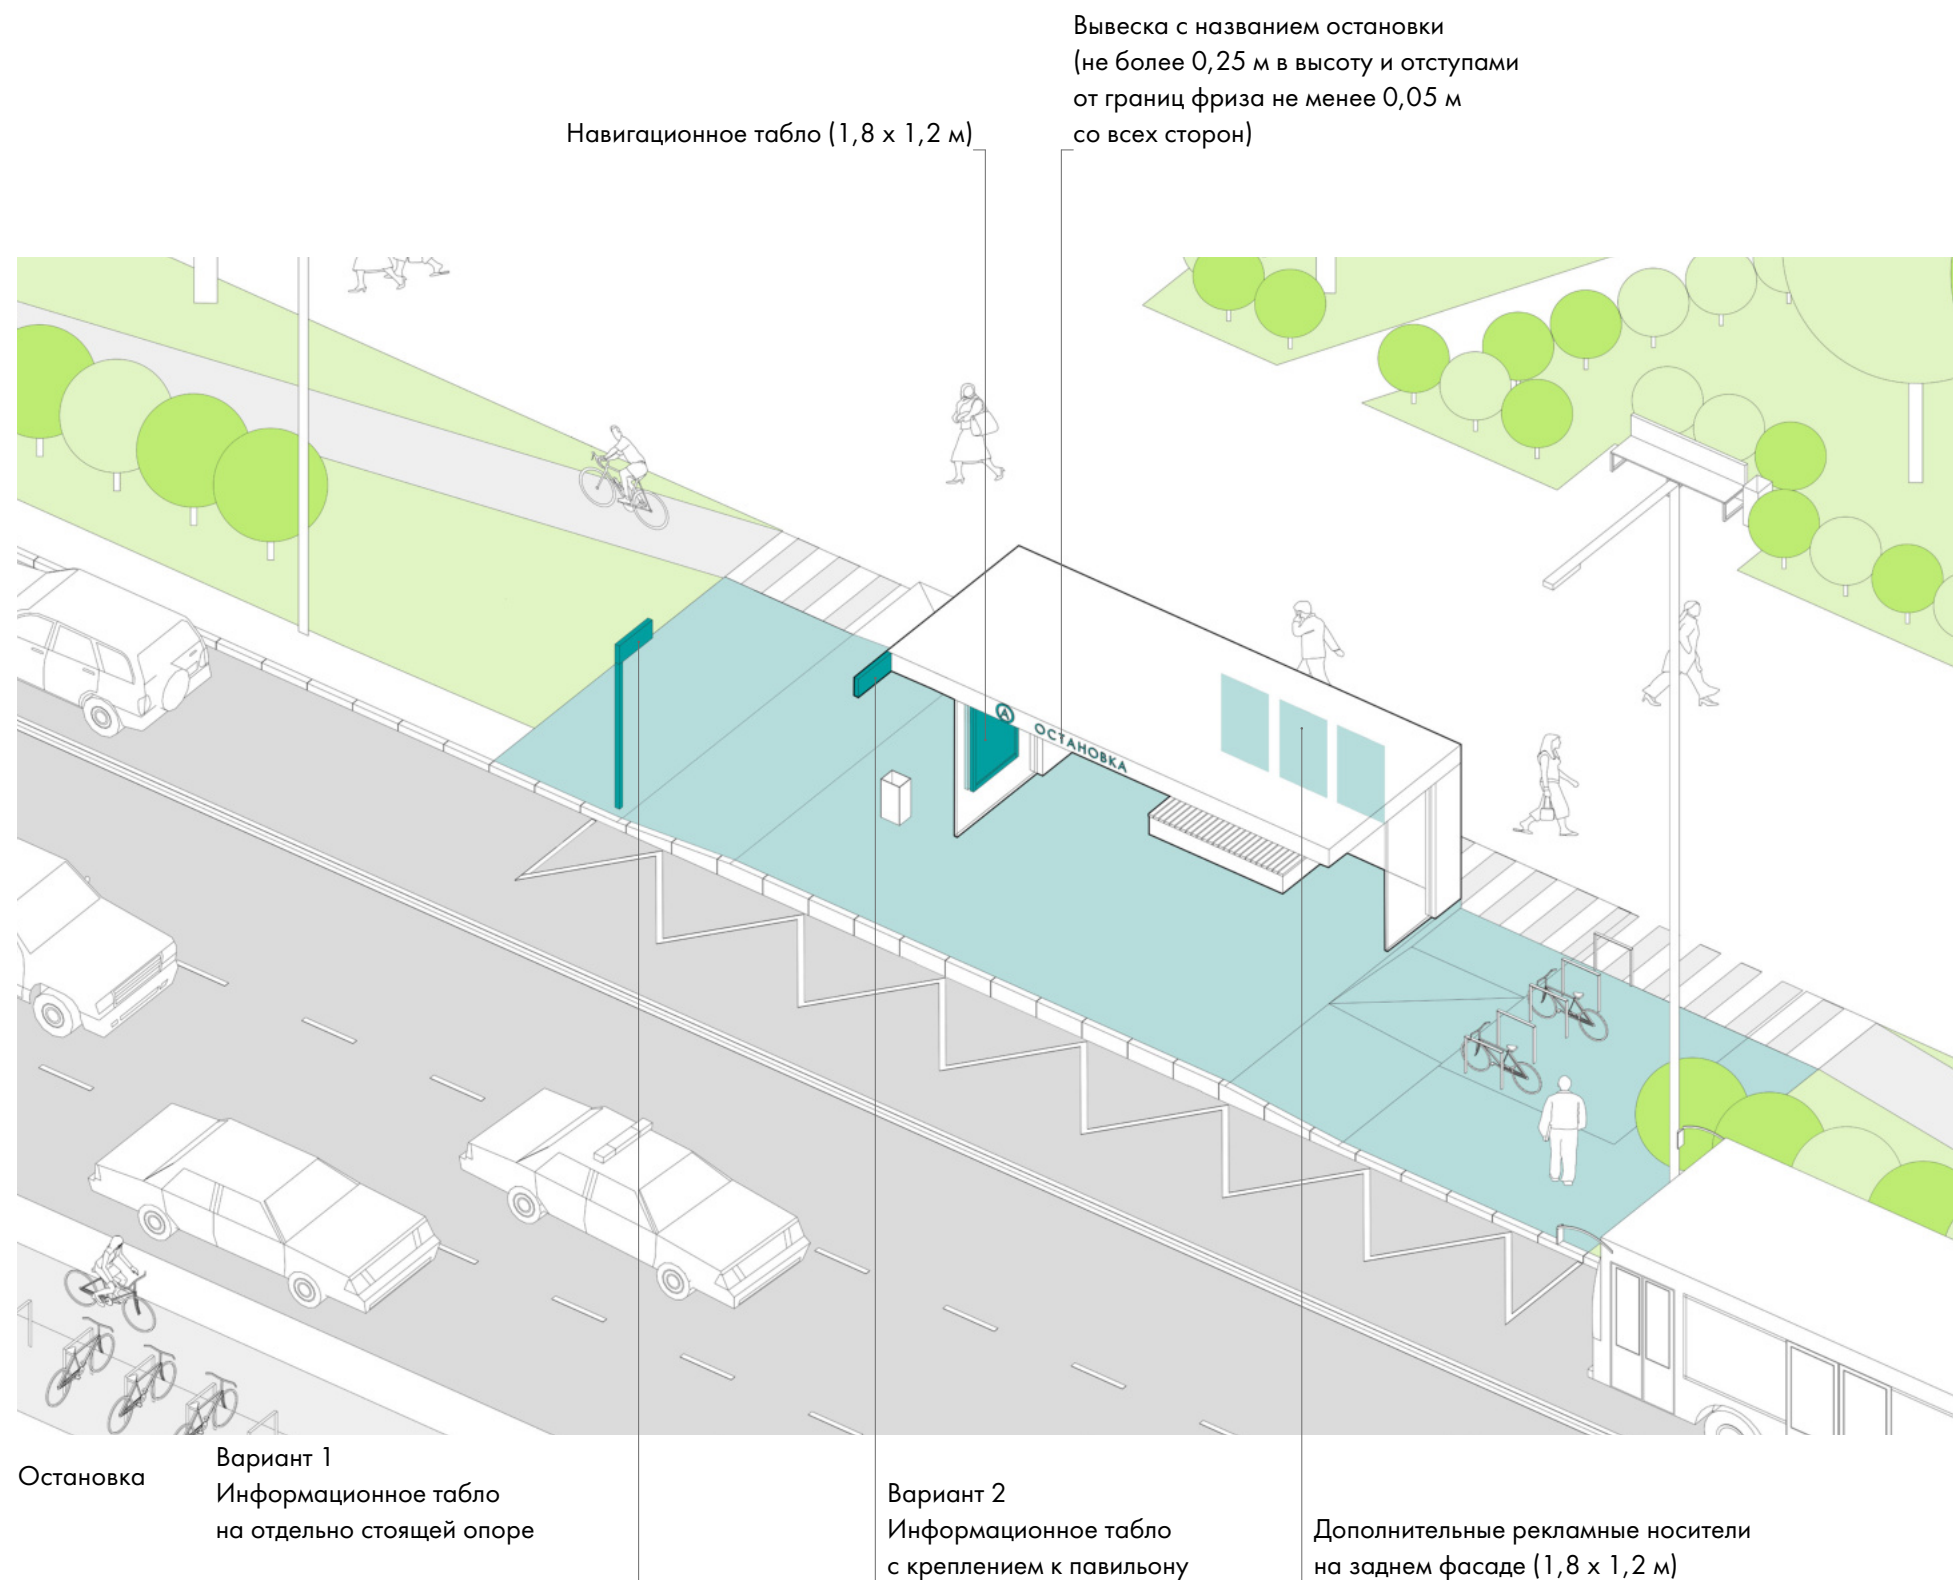 Вывеска с названием остановки
(не более 0,25 м в высоту и отступами
от границ фриза не менее 0,05 м
со всех сторон)
Навигационное табло (1,8 х 1,2 м)
А ОСТАНОВКА
Остановка
Вариант 1
Информационное табло
на отдельно стоящей опоре
Вариант 2
Информационное табло
с креплением к павильону
Дополнительные рекламные носители
на заднем фасаде (1,8 х 1,2 м)